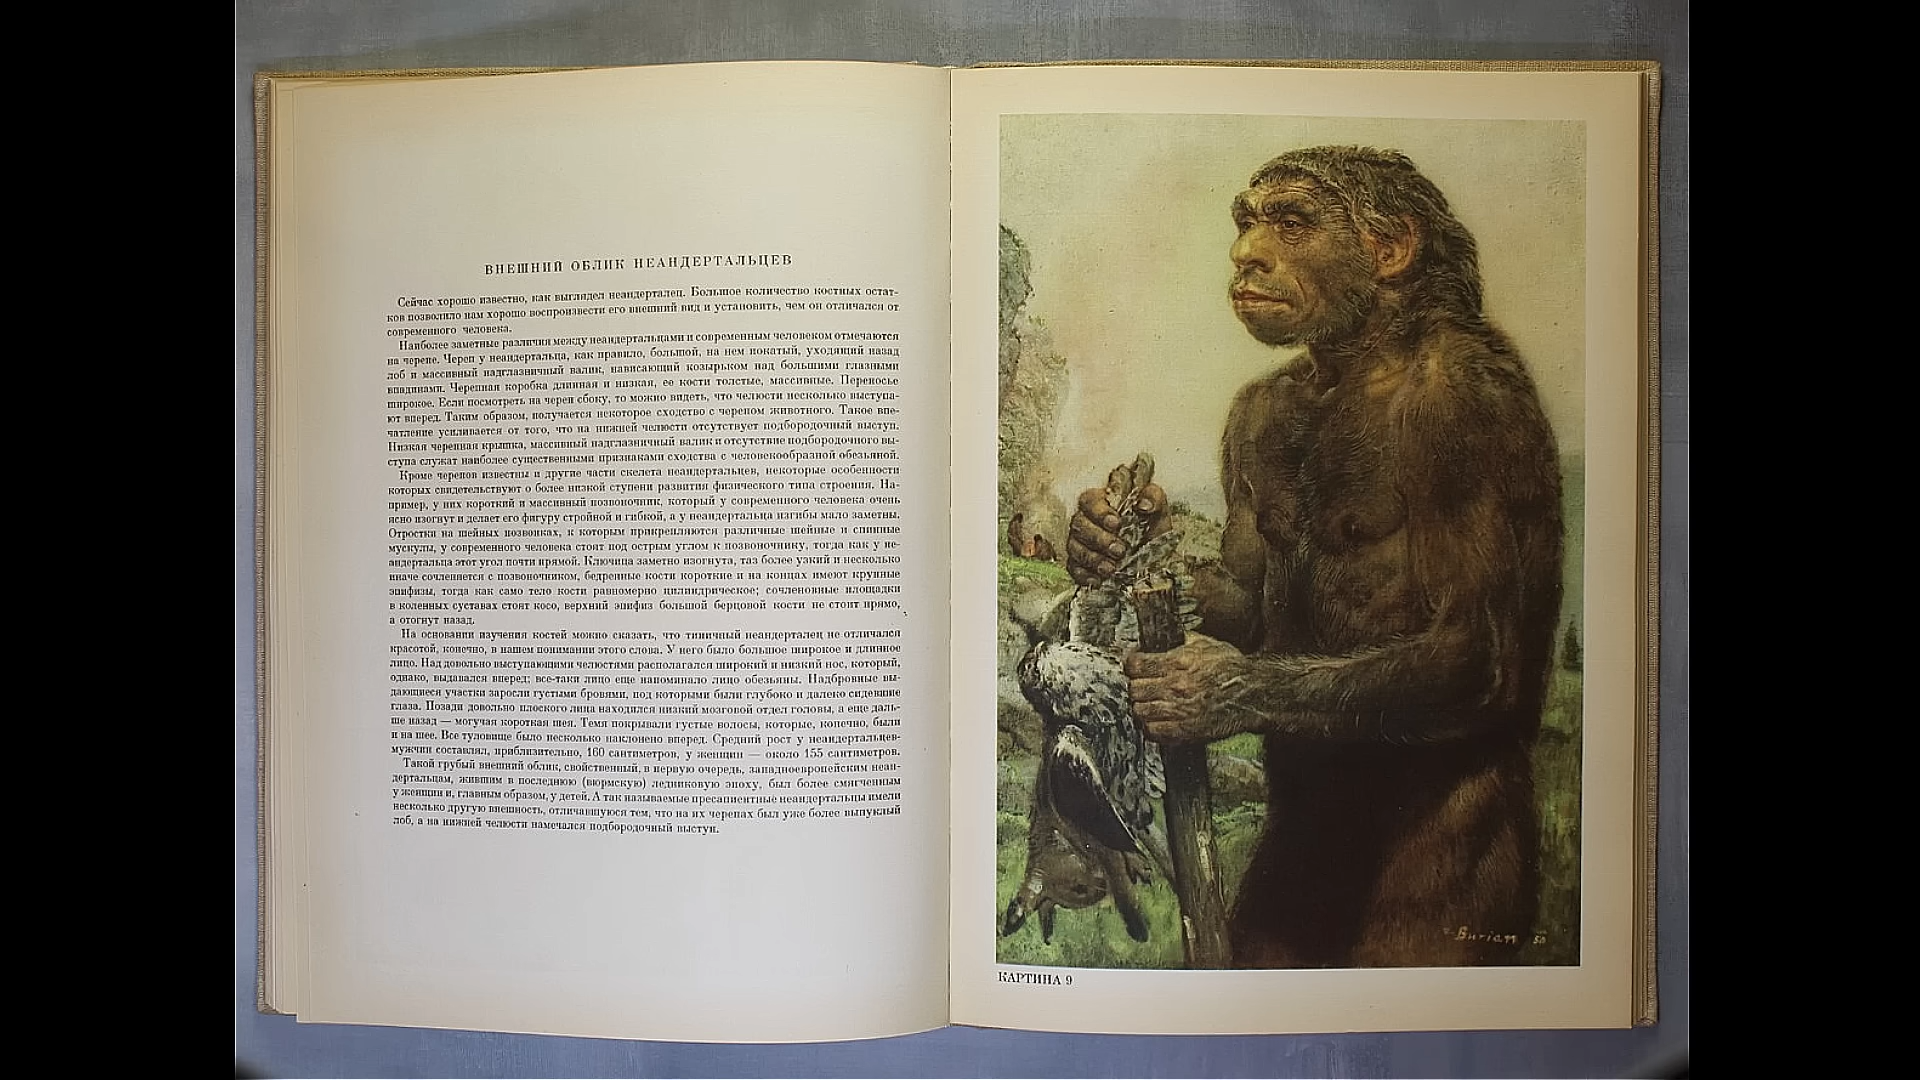 ВНЕШНИЙ ОБЛИК НЕАНДЕРТАЛЬЦЕВ
Сейчас хорошо известно, как выглядел неандерталец. Большое количество костных остат-
ков позволило нам хорошо воспроизвести его внешний вид и установить, чем он отличался от
современного человека.
Наиболее заметные различия между неандертальцами и современным человеком отмечаются
на черепе. Череп у неандертальца, как правило, большой, на нем покатый, уходящий назад
лоб и массивный надглазничный валик, нависающий козырьком над большими глазными
впадинами. Черепная коробка длинная и низкая, ее кости толстые, массивные. Переносье
широкое. Если посмотреть на череп сбоку, то можно видеть, что челюсти несколько выступа-
ют вперед. Таким образом, получается некоторое сходство с черепом животного. Такое впе-
чатление усиливается от того, что на нижней челюсти отсутствует подбородочный выступ.
Низкая черепная крышка, массивный надглазничный валик и отсутствие подбородочного вы-
ступа служат наиболее существенными признаками сходства с человекообразной обезьяной.
Кроме черепов известны и другие части скелета неандертальцев, некоторые особенности
которых свидетельствуют о более низкой ступени развития физического типа строения. На-
пример, у них короткий и массивный позвоночник, который у современного человека очень
ясно изогнут и делает его фигуру стройной и гибкой, а у неандертальца изгибы мало заметны.
Отростки на шейных позвонках, к которым прикрепляются различные шейные и спинные
мускулы, у современного человека стоят под острым углом к позвоночнику, тогда как у не-
андертальца этот угол почти прямой. Ключица заметно изогнута, таз более узкий и несколько
иначе сочленяется с позвоночником, бедренные кости короткие и на концах имеют крупные
эпифизы, тогда как само тело кости равномерно цилиндрическое; сочленовные площадки
в коленных суставах стоят косо, верхний эпифиз большой берцовой кости не стоит прямо,
а отогнут назад.
На основании изучения костей можно сказать, что типичный неандерталец не отличался
красотой, конечно, в нашем понимании этого слова. У него было большое широкое и длинное
лицо. Над довольно выступающими челюстями располагался широкий и низкий нос, который,
однако, выдавался вперед; все-таки лицо еще напоминало лицо обезьяны. Надбровные вы-
дающиеся участки заросли густыми бровями, под которыми были глубоко и далеко сидевшие
глаза. Позади довольно плоского лица находился низкий мозговой отдел головы, а еще даль-
ше назад — могучая короткая шея. Темя покрывали густые волосы, которые, конечно, были
и на шее. Все туловище было несколько наклонено вперед. Средний рост у неандертальцев-
мужчин составлял, приблизительно, 160 сантиметров, у женщин — около 155 сантиметров.
Такой грубый внешний облик, свойственный, в первую очередь, западноевропейским неан-
дертальцам, жившим в последнюю (вюрмскую) ледниковую эпоху, был более смягченным
у женщин и, главным образом, у детей. А так называемые пресапиентные неандертальцы имели
несколько другую внешность, отличавшуюся тем, что на их черепах был уже более выпуклый
лоб, а на нижней челюсти намечался подбородочный выступ.
Burian 50
КАРТИНА 9